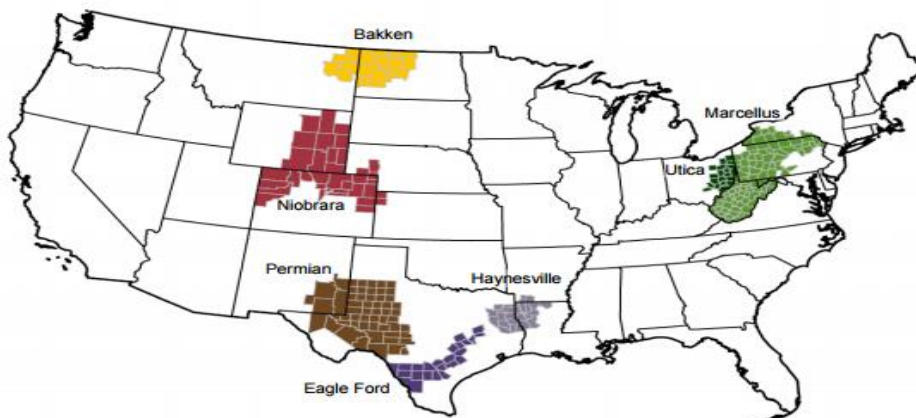 Bakken
Marcellus
Utica
Niobrara
Permian
Haynesville
Eagle Ford